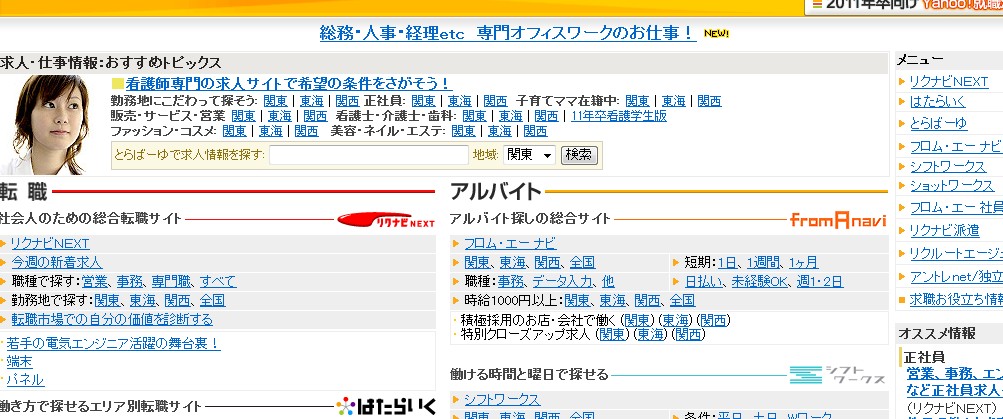 2011年卒向け Yahoo!就職
総務・人事・経理etc 専門オフィスワークのお仕事！ NEW!
求人・仕事情報:おすすめトピックス
看護師専門の求人サイトで希望の条件をさがそう！
勤務地にこだわって探そう: 関東｜東海｜関西 正社員: 関東｜東海｜関西 子育てママ在籍中: 関東｜東海｜関西
販売・サービス・営業 関東｜東海｜関西 看護士・介護士・歯科: 関東｜東海｜関西｜11年卒看護学生版
ファッション・コスメ: 関東｜東海｜関西 美容・ネイル・エステ: 関東｜東海｜関西
とらばーゆで求人情報を探す: 地域: 関東 検索
転 職
社会人のための総合転職サイト リクナビNEXT
リクナビNEXT
今週の新着求人
職種で探す:営業、事務、専門職、すべて
勤務地で探す:関東、東海、関西、全国
転職市場での自分の価値を診断する
・若手の電気エンジニア活躍の舞台裏！
・端末
・パネル
働き方で探せるエリア別転職サイト はたらいく
アルバイト
アルバイト探しの総合サイト fromAnavi
フロム・エー ナビ
関東、東海、関西、全国
短期:1日、1週間、1ヶ月
職種:事務、データ入力、他
日払い、未経験OK、週1・2日
時給1000円以上:関東、東海、関西、全国
・積極採用のお店・会社で働く (関東) (東海) (関西)
・特別クローズアップ求人 (関東) (東海) (関西)
働ける時間と曜日で探せる シフトワークス
シフトワークス
関東、東海、関西、全国
条件:平日、土日、Wワーク
メニュー
リクナビNEXT
はたらいく
とらばーゆ
フロム・エー ナビ
シフトワークス
ショットワークス
フロム・エー 社員
リクナビ派遣
リクルートエージェ
アントレnet/独立
求職お役立ち情
オススメ情報
正社員
営業、事務、エン
など正社員求人
(リクナビNEXT)